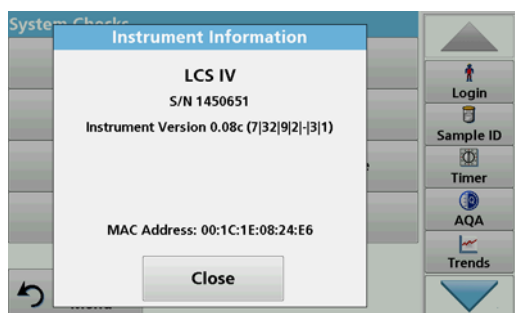 System Checks
Instrument Information
LCS IV
S/N 1450651
Instrument Version 0.08c (7|32|9|2|-|3|1)
MAC Address: 00:1C:1E:08:24:E6
Close
Menu
Login
Sample ID
Timer
AQA
Trends